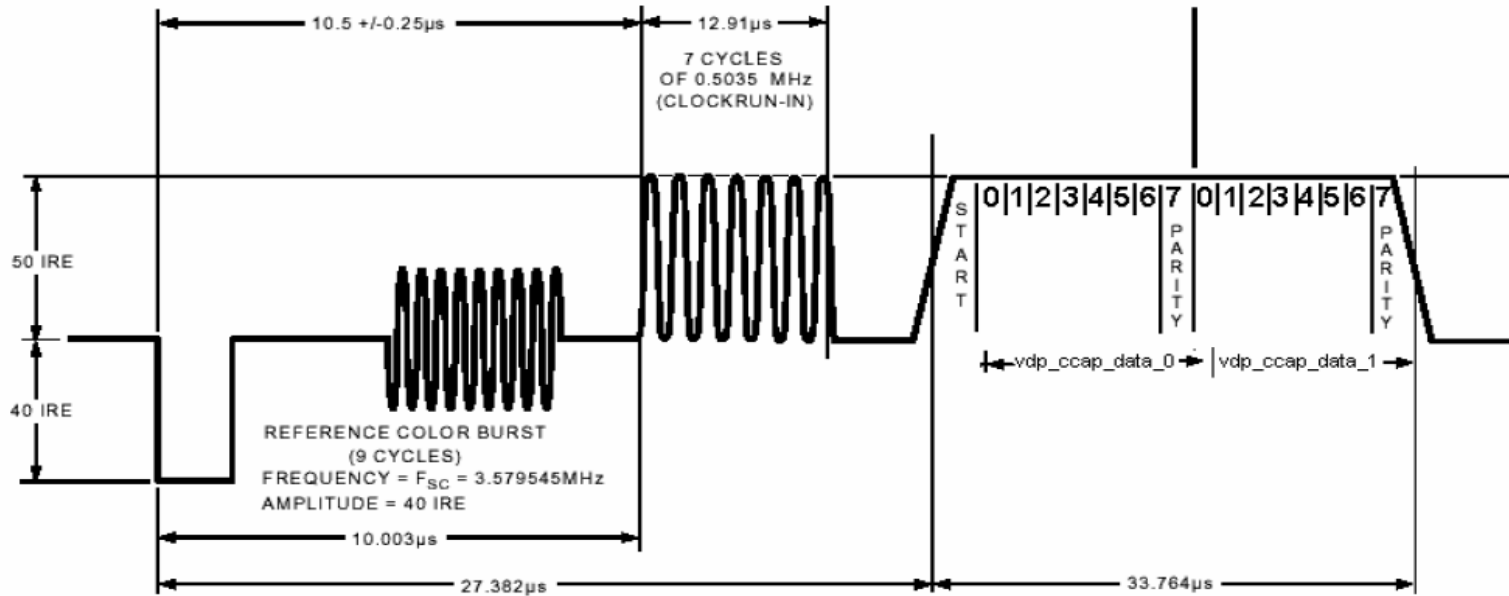 10.5 +/-0.25µs
12.91µs
7 CYCLES
OF 0.5035 MHz
(CLOCKRUN-IN)
50 IRE
40 IRE
START
0|1|2|3|4|5|6|7
PARITY
0|1|2|3|4|5|6|7
PARITY
vdp_ccap_data_0
vdp_ccap_data_1
REFERENCE COLOR BURST
(9 CYCLES)
FREQUENCY = FSC = 3.579545MHz
AMPLITUDE = 40 IRE
10.003µs
27.382µs
33.764µs